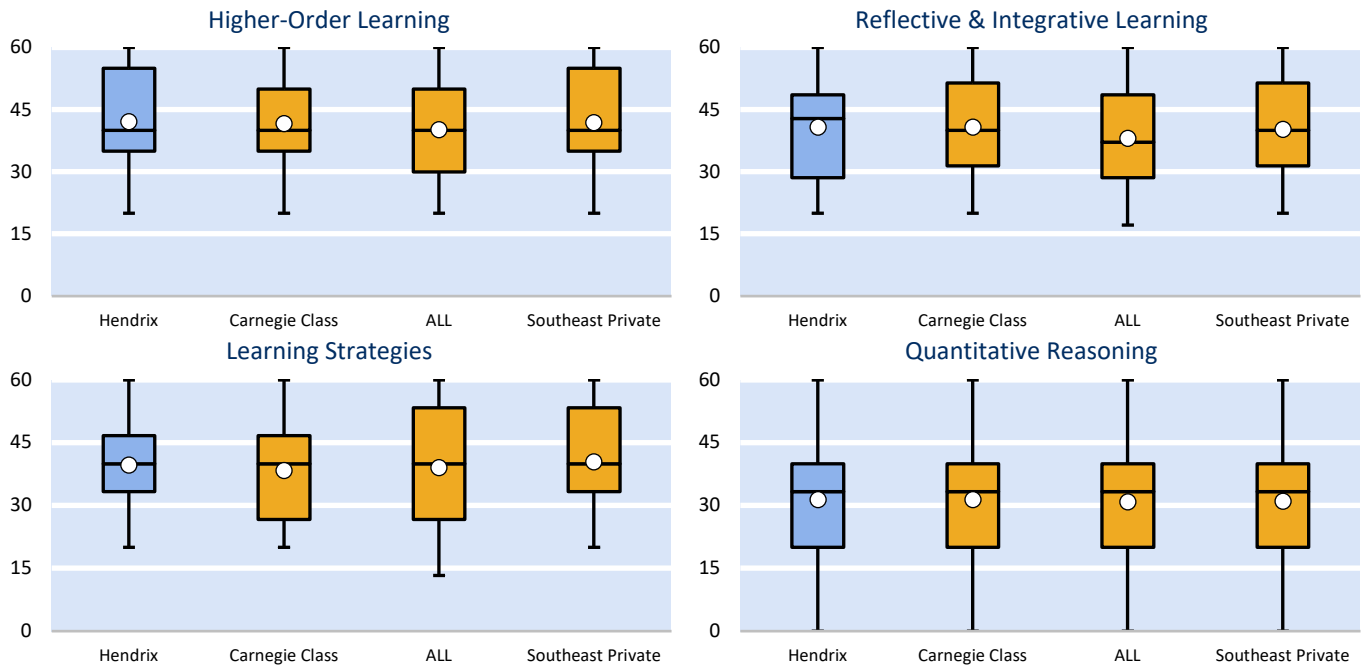 Higher-Order Learning
60
45
30
15
0
Hendrix Carnegie Class ALL Southeast Private
Reflective & Integrative Learning
60
45
30
15
0
Hendrix Carnegie Class ALL Southeast Private
Learning Strategies
60
45
30
15
0
Hendrix Carnegie Class ALL Southeast Private
Quantitative Reasoning
60
45
30
15
0
Hendrix Carnegie Class ALL Southeast Private